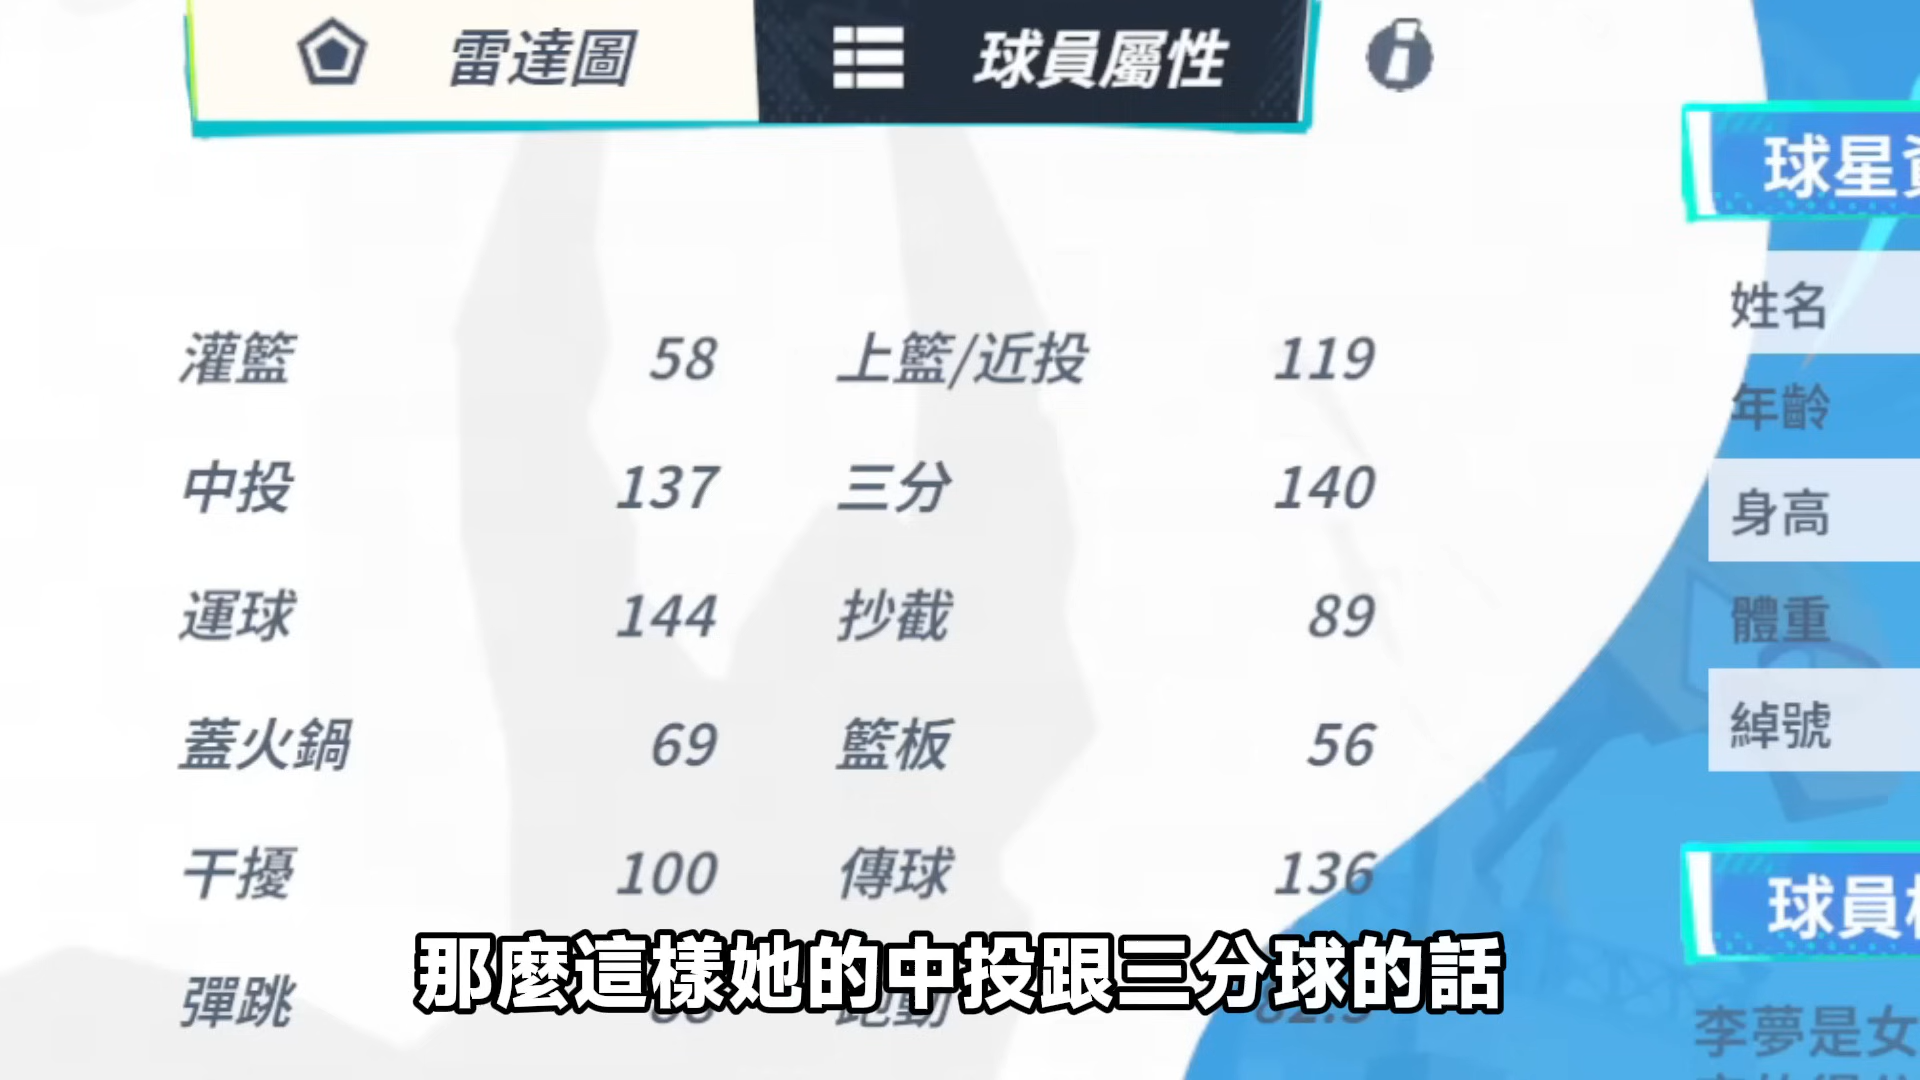 雷達圖 球員屬性
球星
姓名
灌籃 58 上籃/近投 119
年齡
中投 137 三分 140
身高
運球 144 抄截 89
體重
蓋火鍋 69 籃板 56
綽號
干擾 100 傳球 136
球員
那麼這樣她的中投跟三分球的話
彈跳 跑動
李夢是女